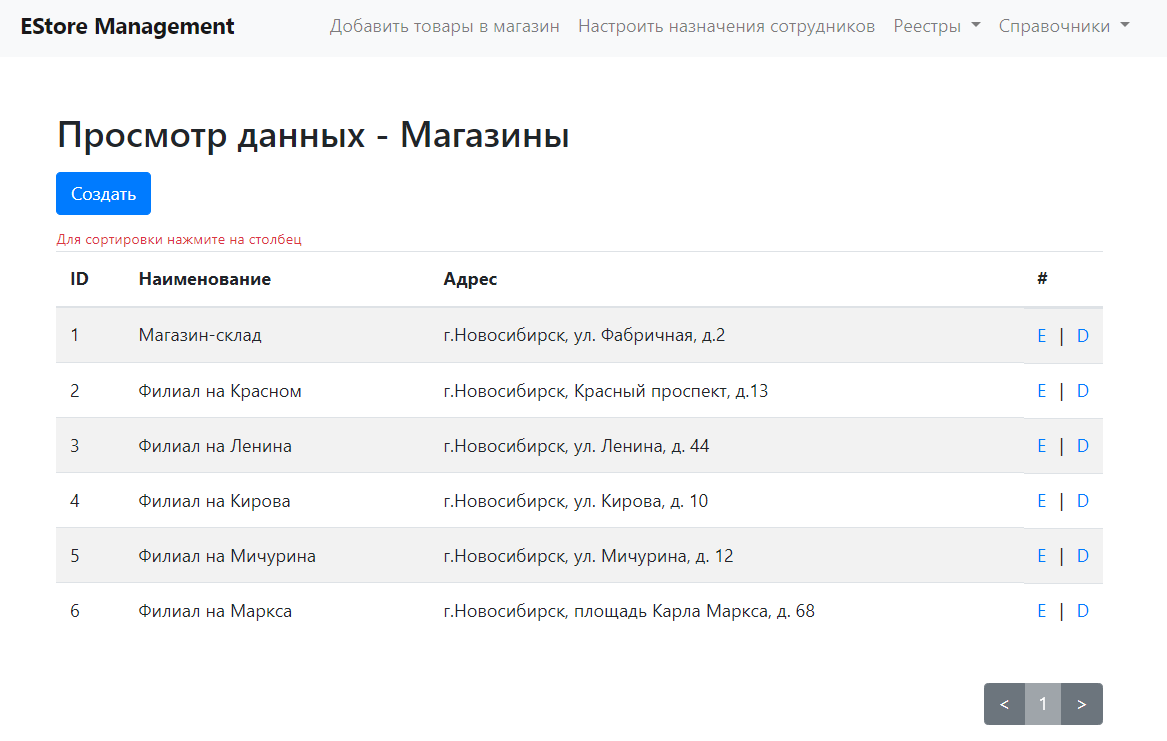 EStore Management Добавить товары в магазин Настроить назначения сотрудников Реестры Справочники
Просмотр данных - Магазины
Создать
Для сортировки нажмите на столбец
ID Наименование Адрес #
1 Магазин-склад г.Новосибирск, ул. Фабричная, д.2 E | D
2 Филиал на Красном г.Новосибирск, Красный проспект, д.13 E | D
3 Филиал на Ленина г.Новосибирск, ул. Ленина, д. 44 E | D
4 Филиал на Кирова г.Новосибирск, ул. Кирова, д. 10 E | D
5 Филиал на Мичурина г.Новосибирск, ул. Мичурина, д. 12 E | D
6 Филиал на Маркса г.Новосибирск, площадь Карла Маркса, д. 68 E | D
< 1 >